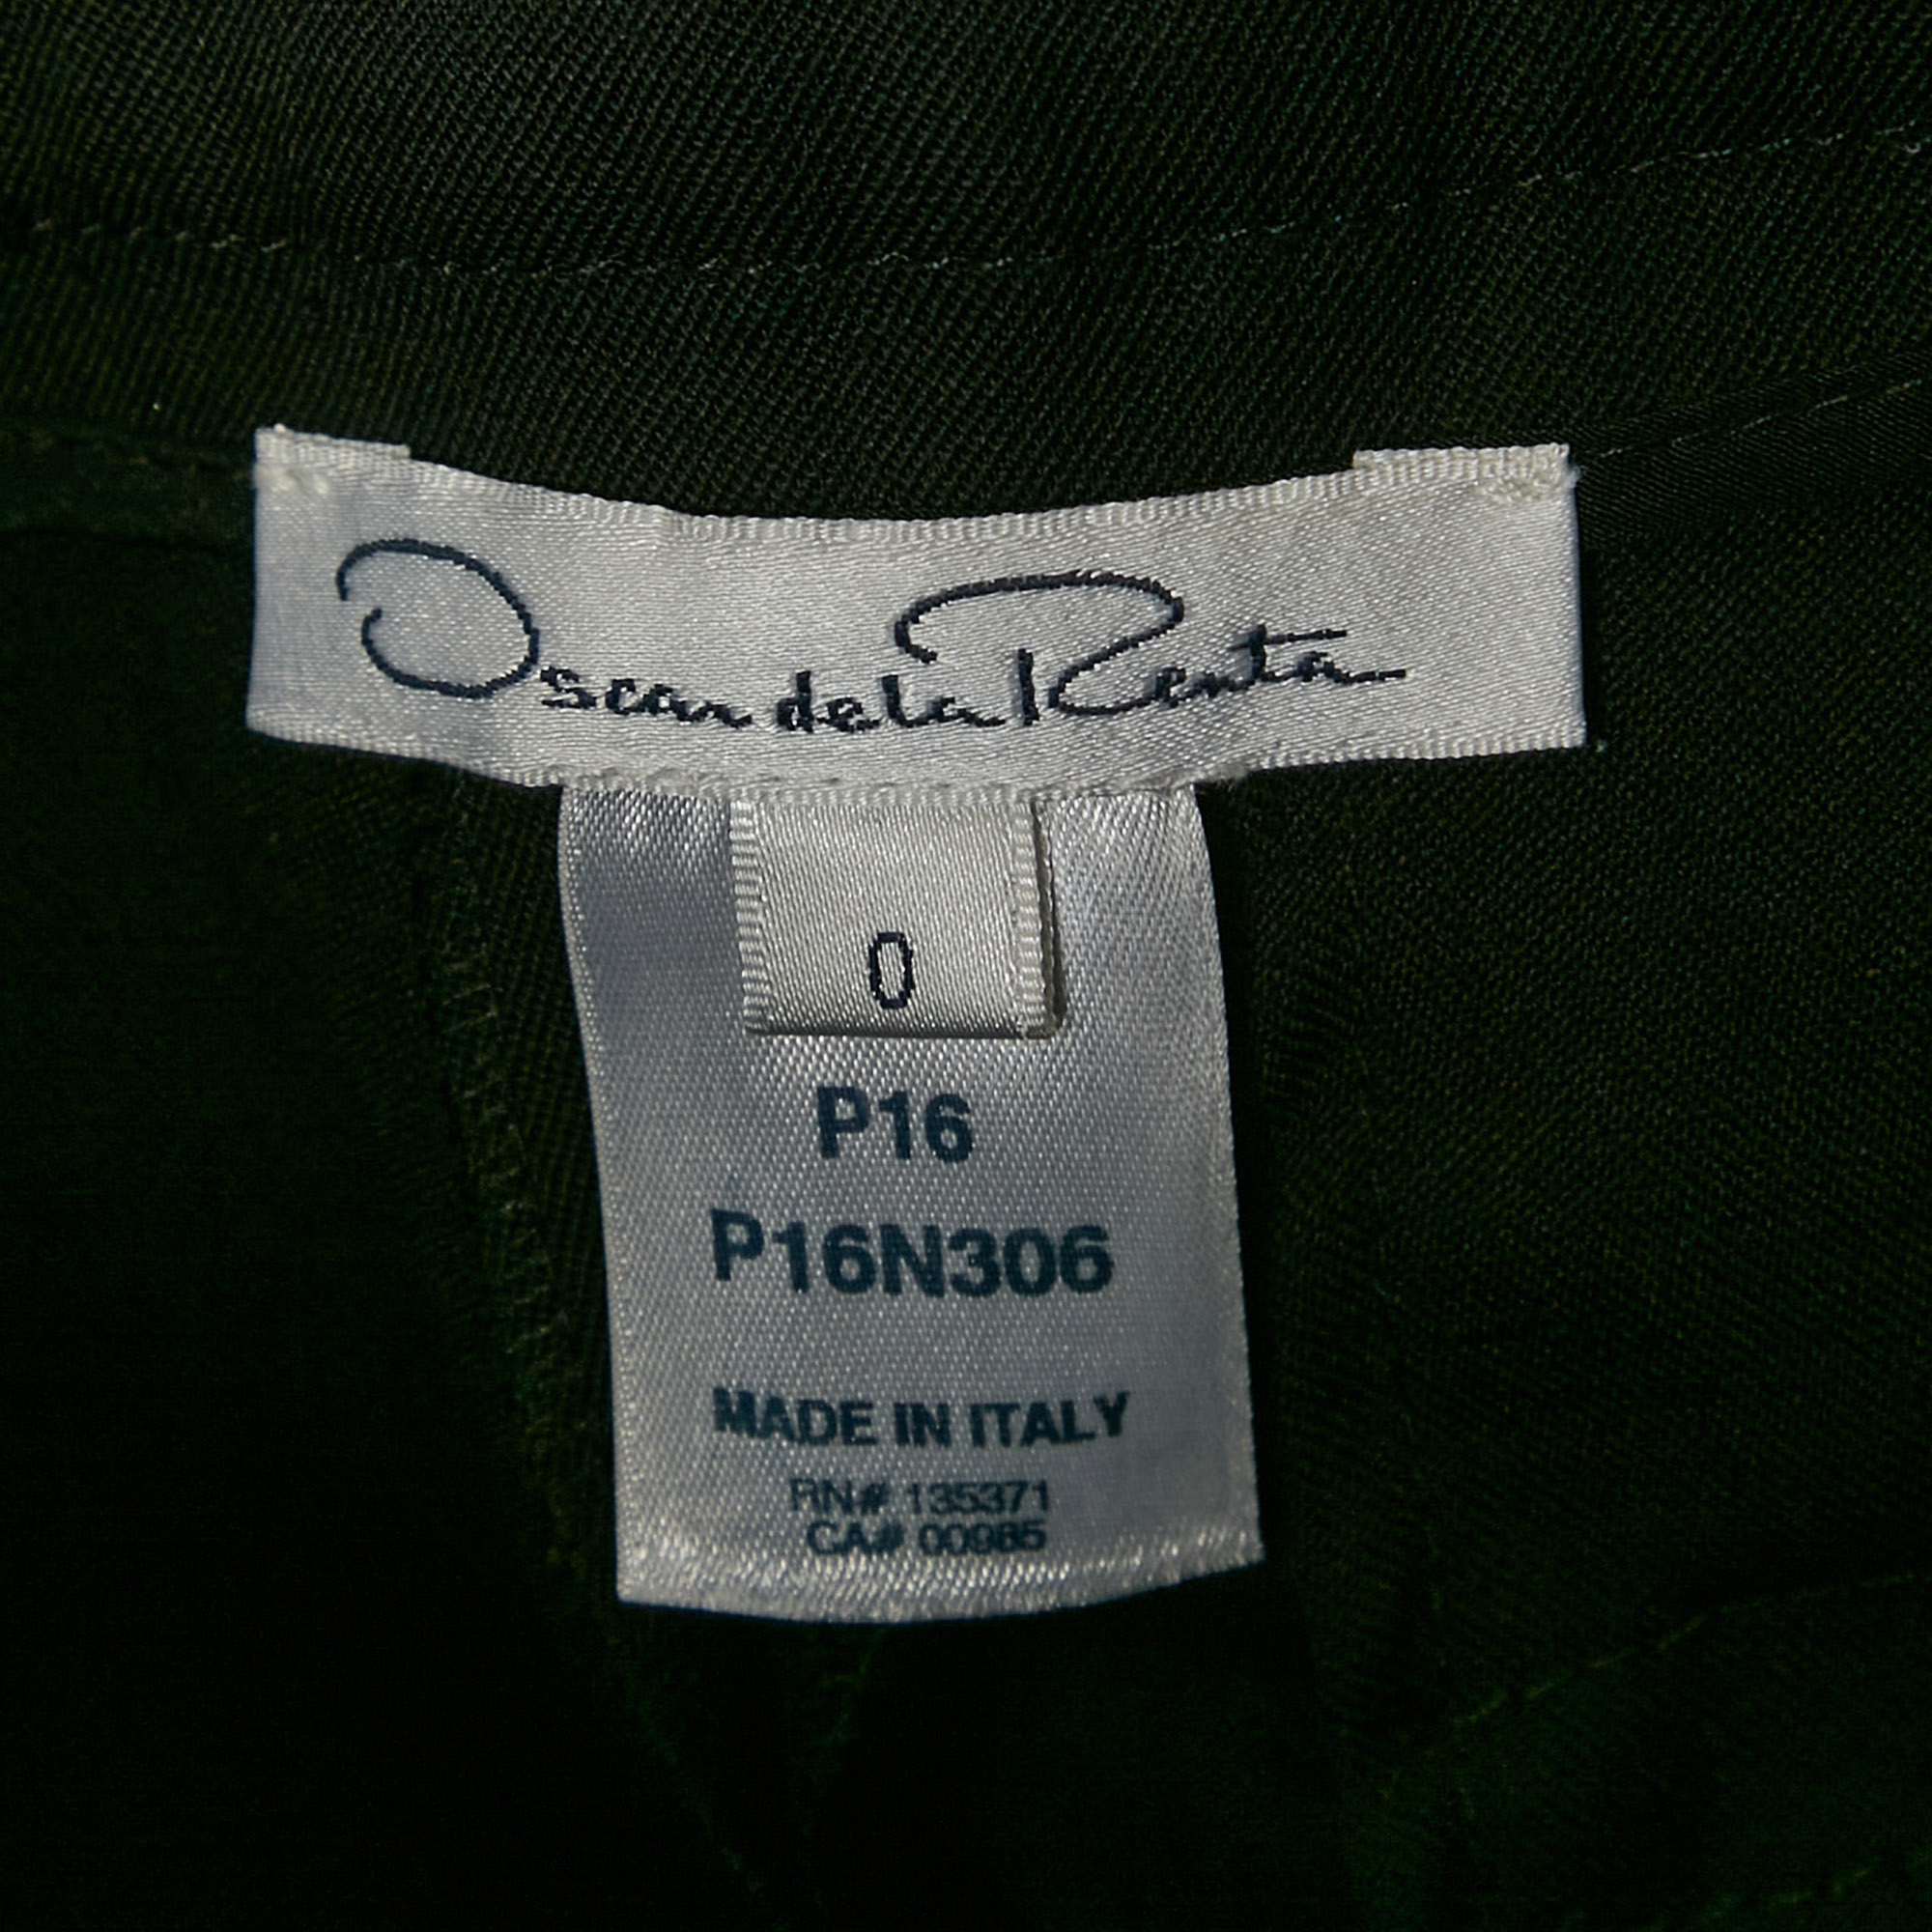 Oscar de la Renta
0
P16
P16N306
MADE IN ITALY
RN# 135371
CA# 00985